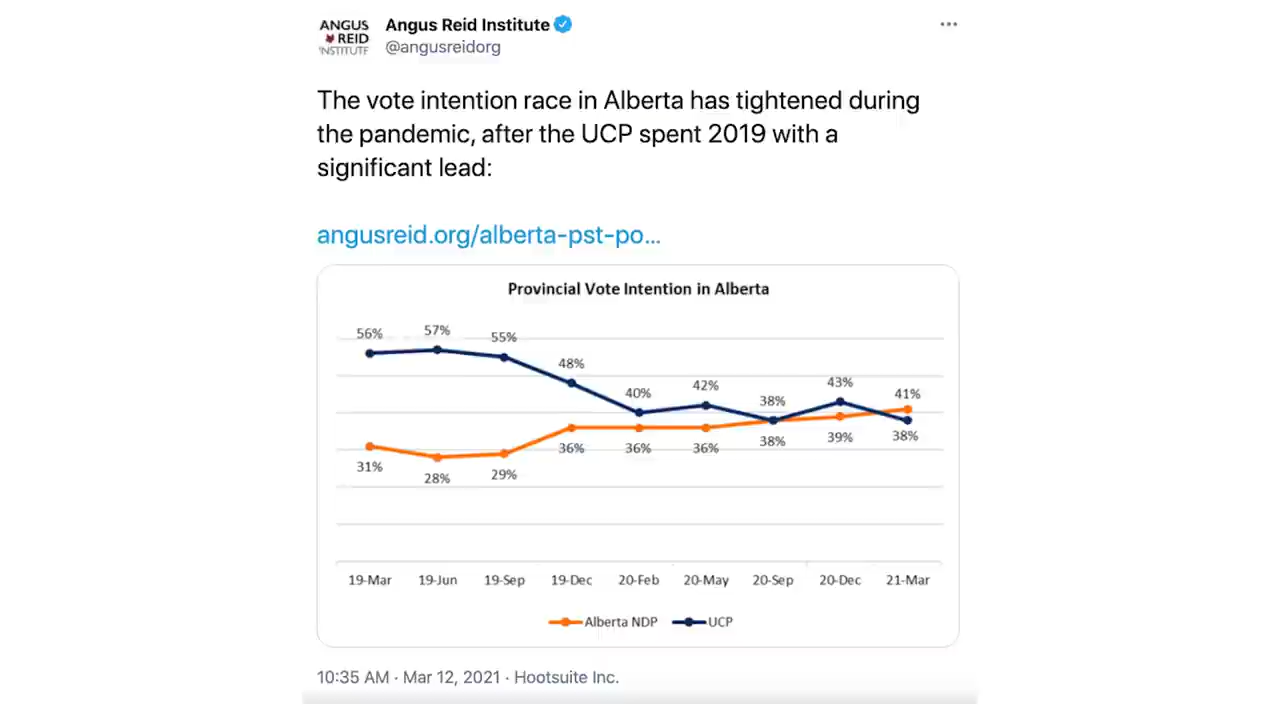 ANGUS
REID
INSTITUTE
Angus Reid Institute
@angusreidorg
The vote intention race in Alberta has tightened during
the pandemic, after the UCP spent 2019 with a
significant lead:
angusreid.org/alberta-pst-po...
Provincial Vote Intention in Alberta
56% 57% 55% 48% 40% 42% 38% 43% 41%
31% 28% 29% 36% 36% 36% 38% 39% 38%
19-Mar 19-Jun 19-Sep 19-Dec 20-Feb 20-May 20-Sep 20-Dec 21-Mar
Alberta NDP UCP
10:35 AM · Mar 12, 2021 · Hootsuite Inc.